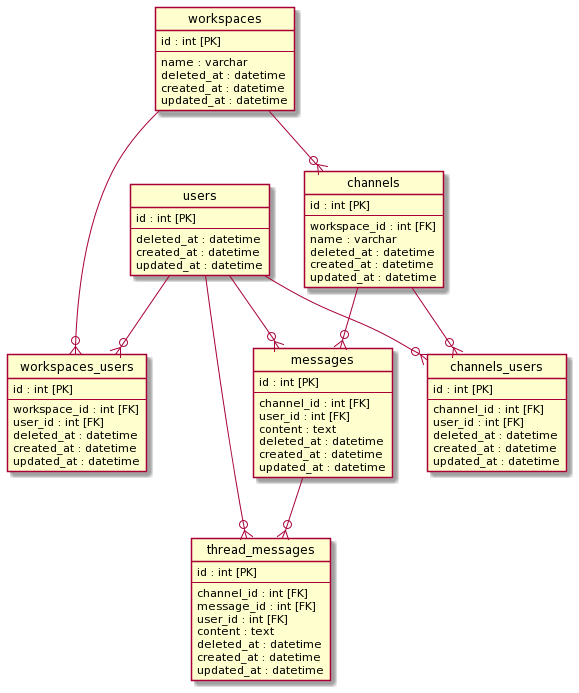 workspaces
id : int [PK]
name : varchar
deleted_at : datetime
created_at : datetime
updated_at : datetime
users
id : int [PK]
deleted_at : datetime
created_at : datetime
updated_at : datetime
channels
id : int [PK]
workspace_id : int [FK]
name : varchar
deleted_at : datetime
created_at : datetime
updated_at : datetime
workspaces_users
id : int [PK]
workspace_id : int [FK]
user_id : int [FK]
deleted_at : datetime
created_at : datetime
updated_at : datetime
messages
id : int [PK]
channel_id : int [FK]
user_id : int [FK]
content : text
deleted_at : datetime
created_at : datetime
updated_at : datetime
channels_users
id : int [PK]
channel_id : int [FK]
user_id : int [FK]
deleted_at : datetime
created_at : datetime
updated_at : datetime
thread_messages
id : int [PK]
channel_id : int [FK]
message_id : int [FK]
user_id : int [FK]
content : text
deleted_at : datetime
created_at : datetime
updated_at : datetime